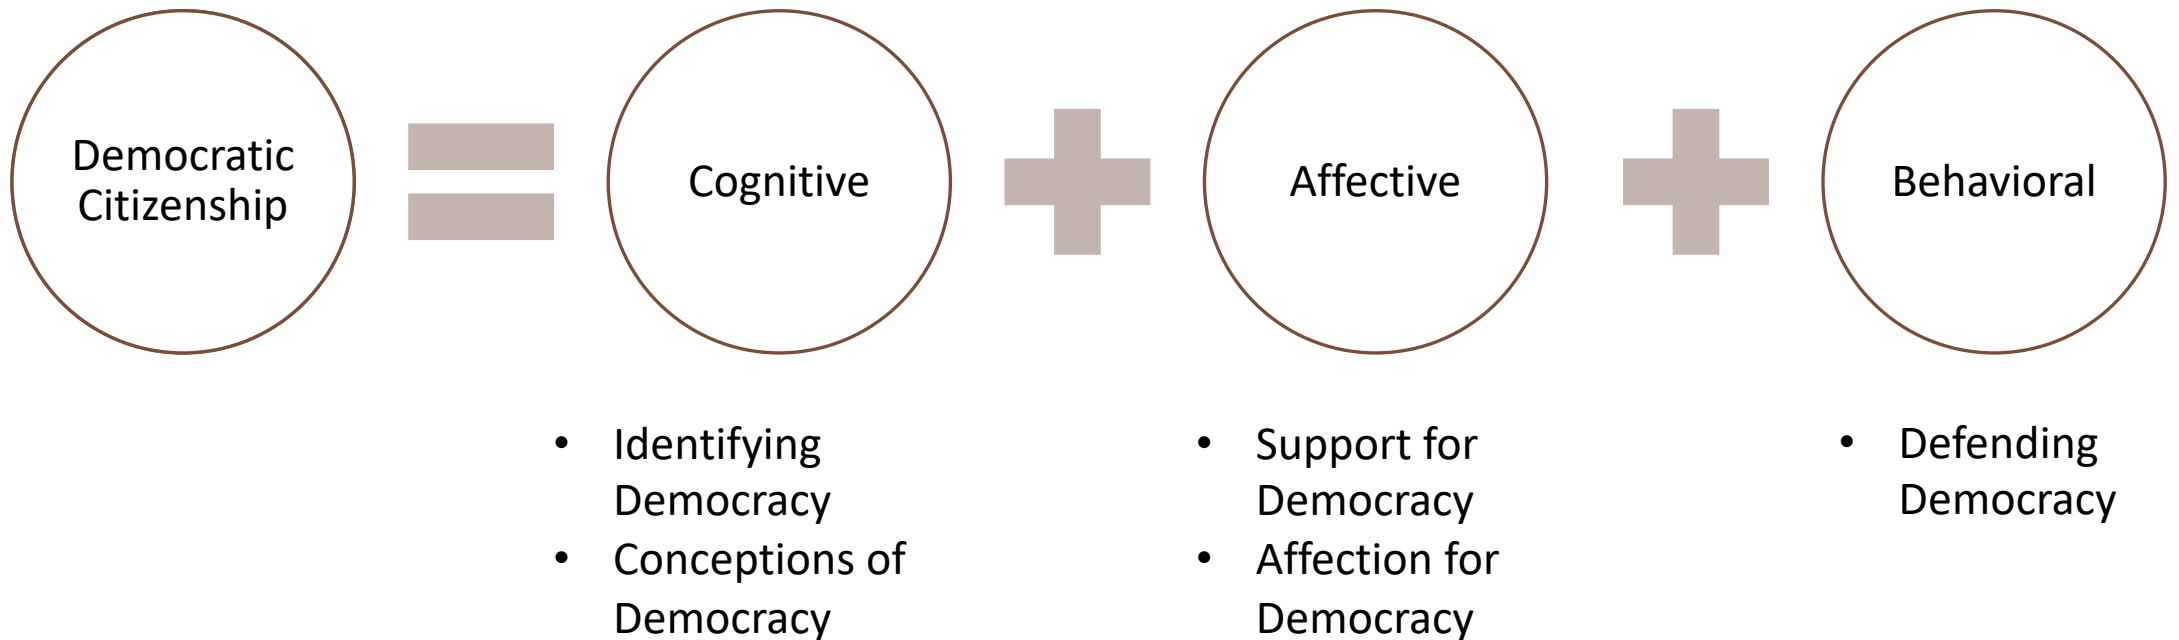 Democratic
Citizenship
Cognitive
Affective
Behavioral
• Identifying
Democracy
• Conceptions of
Democracy
• Support for
Democracy
• Affection for
Democracy
• Defending
Democracy